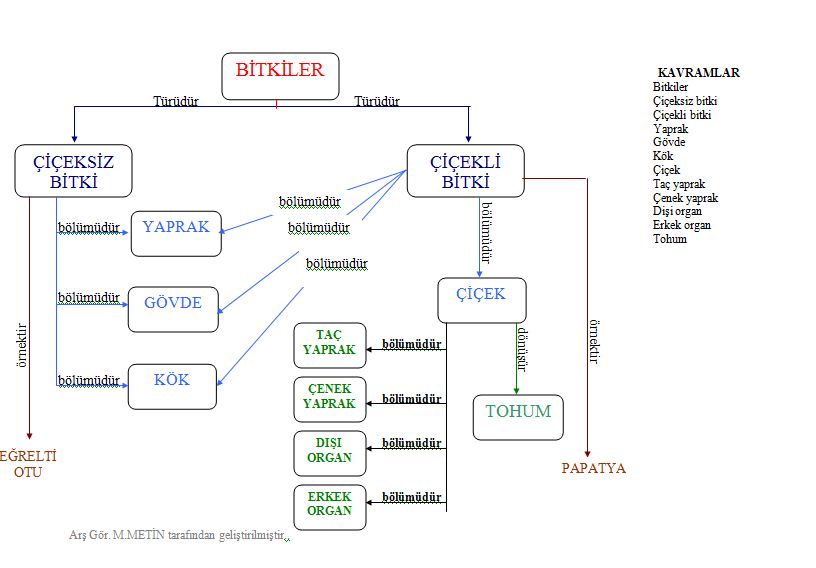 BİTKİLER
Türüdür
Türüdür
ÇİÇEKSİZ
BİTKİ
ÇİÇEKLİ
BİTKİ
bölümüdür
YAPRAK
bölümüdür
bölümüdür
bölümüdür
bölümüdür
bölümüdür
GÖVDE
ÇİÇEK
bölümüdür
KÖK
örnektir
EĞRELTİ
OTU
TAÇ
YAPRAK
bölümüdür
ÇENEK
YAPRAK
bölümüdür
DIŞI
ORGAN
bölümüdür
ERKEK
ORGAN
bölümüdür
dönüşür
TOHUM
örnektir
PAPATYA
KAVRAMLAR
Bitkiler
Çiçeksiz bitki
Çiçekli bitki
Yaprak
Gövde
Kök
Çiçek
Taç yaprak
Çenek yaprak
Dişi organ
Erkek organ
Tohum
Arş Gör. M.METİN tarafından geliştirilmiştir.